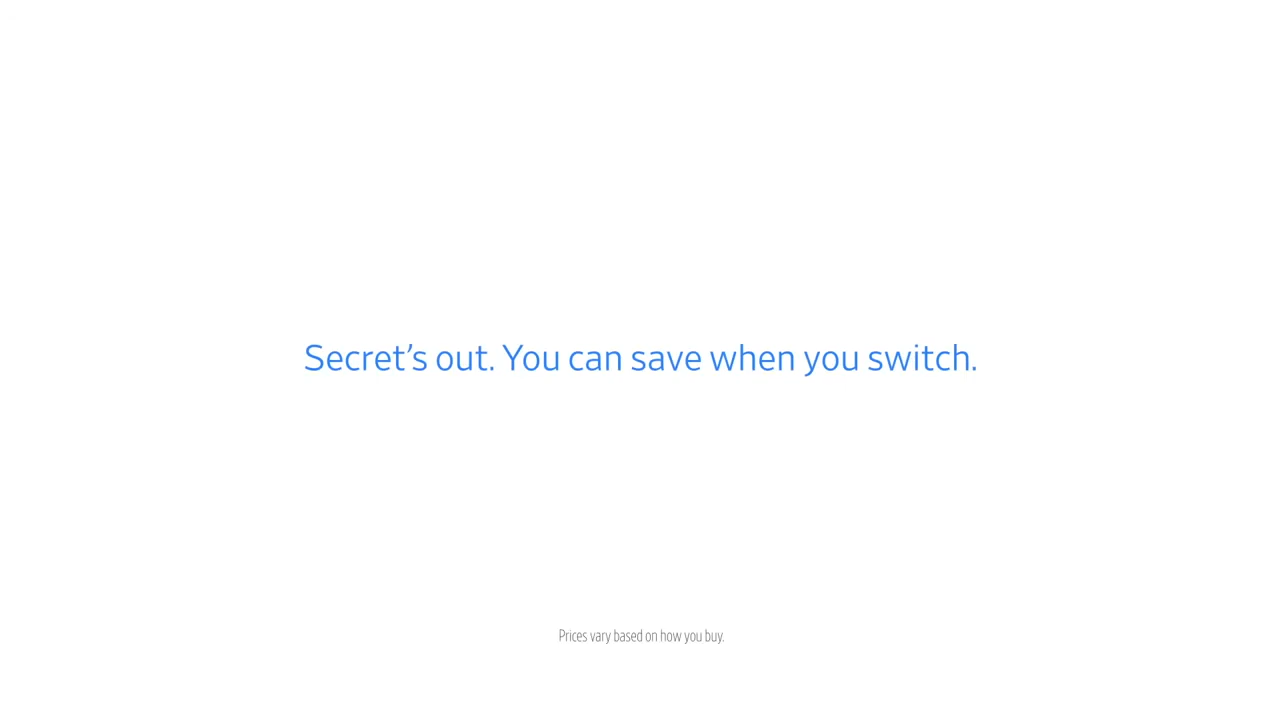 Secret’s out. You can save when you switch.
Prices vary based on how you buy.